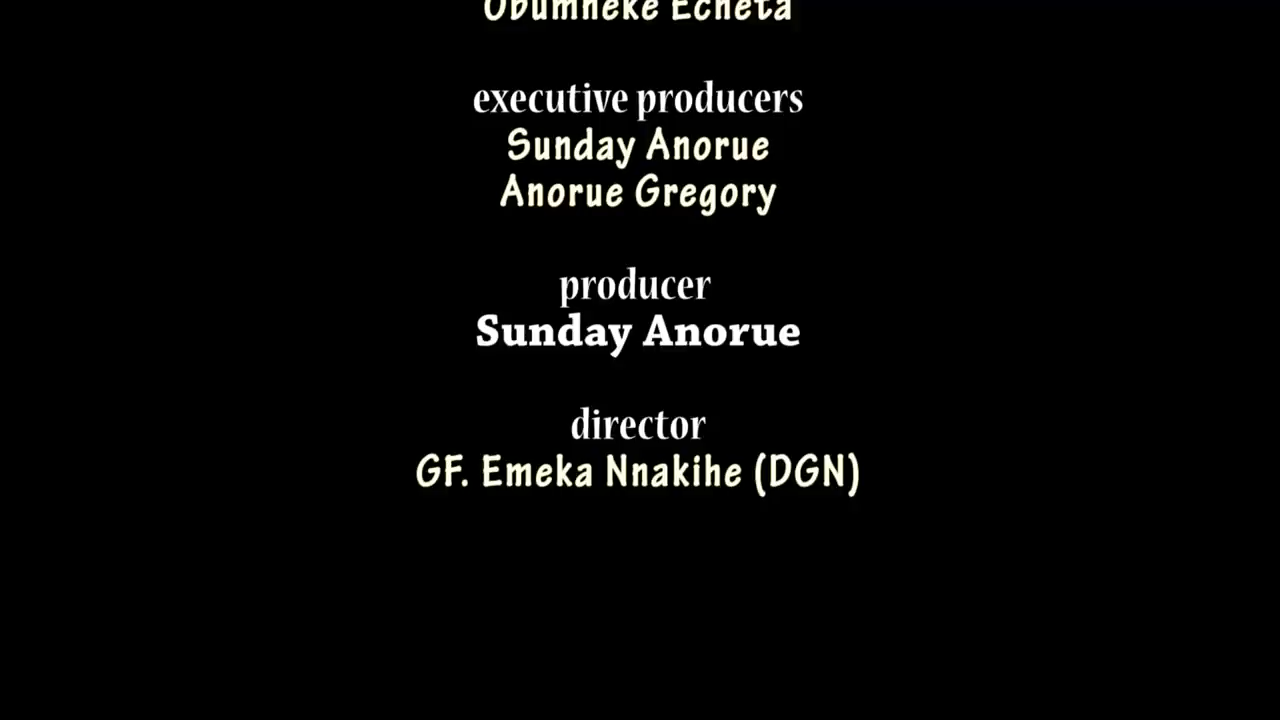 Obumneke Echeta
executive producers
Sunday Anorue
Anorue Gregory
producer
Sunday Anorue
director
GF. Emeka Nnakihe (DGN)